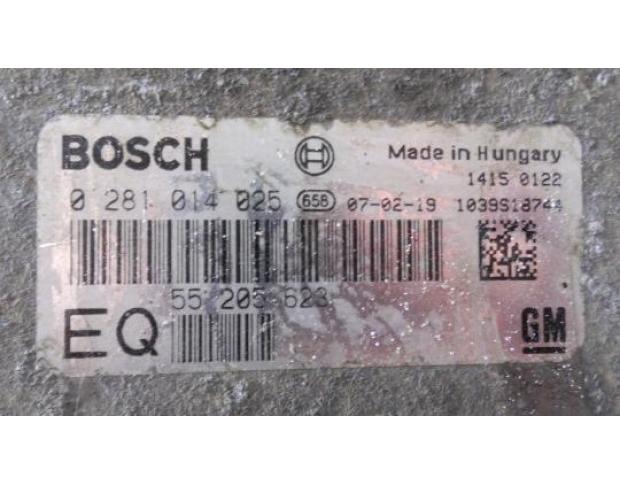 BOSCH Made in Hungary
1415 0122
0 281 014 025 658 07-02-19 1039S18744
55 205 623
EQ GM